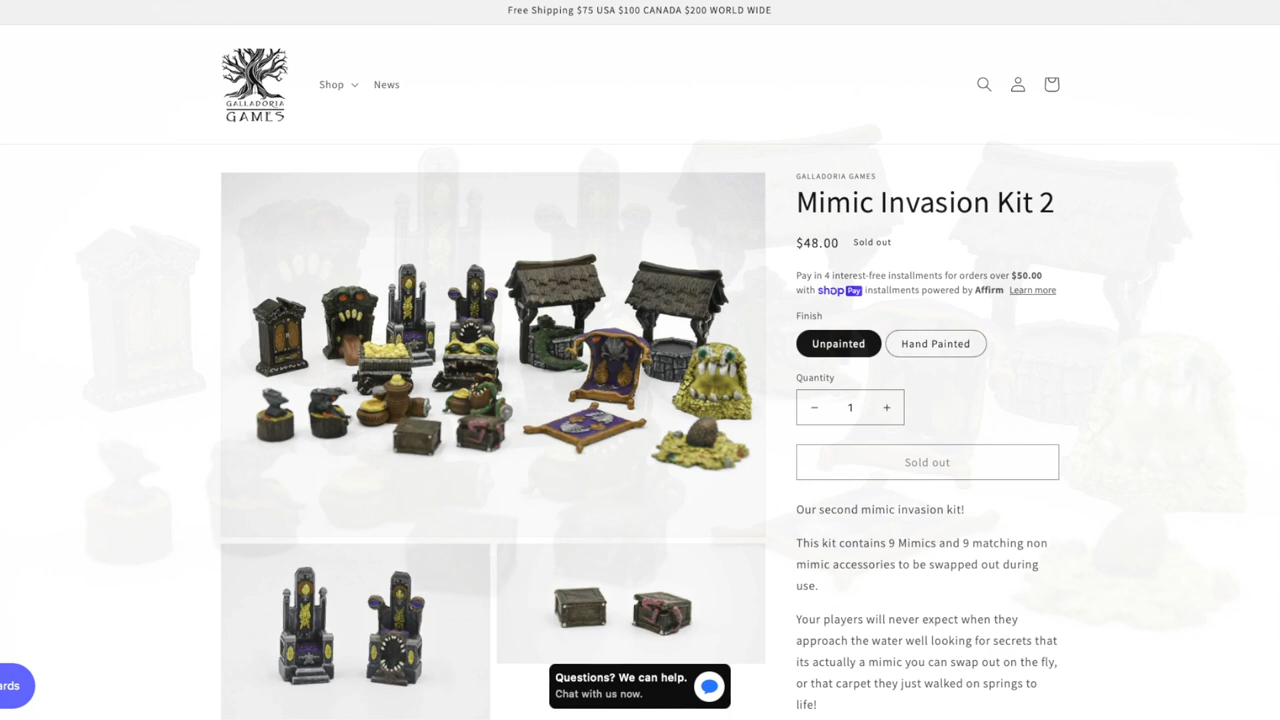 Free Shipping $75 USA $100 CANADA $200 WORLD WIDE
GALLADORIA
GAMES
Shop
News
GALLADORIA GAMES
Mimic Invasion Kit 2
$48.00 Sold out
Pay in 4 interest-free installments for orders over $50.00
with shop Pay installments powered by Affirm Learn more
Finish
Unpainted
Hand Painted
Quantity
− 1 +
Sold out
Our second mimic invasion kit!
This kit contains 9 Mimics and 9 matching non
mimic accessories to be swapped out during
use.
Your players will never expect when they
approach the water well looking for secrets that
its actually a mimic you can swap out on the fly,
or that carpet they just walked on springs to
life!
Questions? We can help.
Chat with us now.
ards